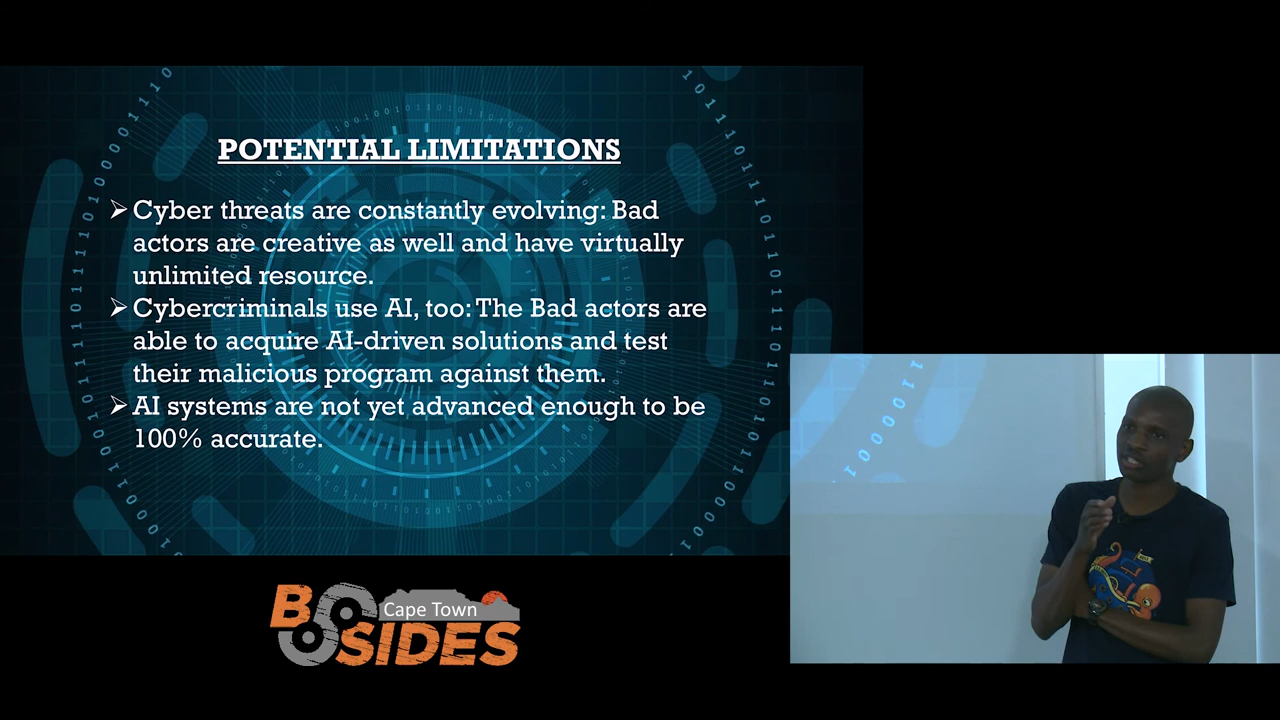 POTENTIAL LIMITATIONS
➢Cyber threats are constantly evolving: Bad
actors are creative as well and have virtually
unlimited resource.
➢Cybercriminals use AI, too: The Bad actors are
able to acquire AI-driven solutions and test
their malicious program against them.
➢AI systems are not yet advanced enough to be
100% accurate.
Cape Town
BSIDES